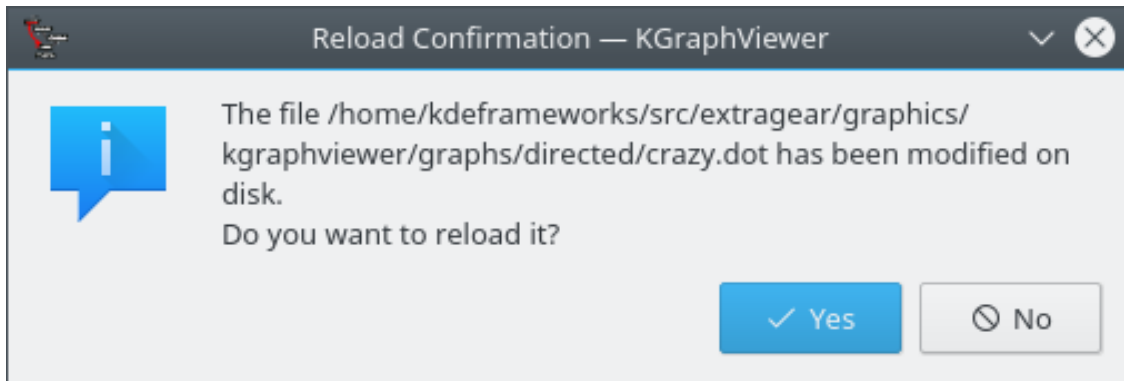 Reload Confirmation — KGraphViewer
The file /home/kdeframeworks/src/extragear/graphics/
kgraphviewer/graphs/directed/crazy.dot has been modified on
disk.
Do you want to reload it?
Yes
No